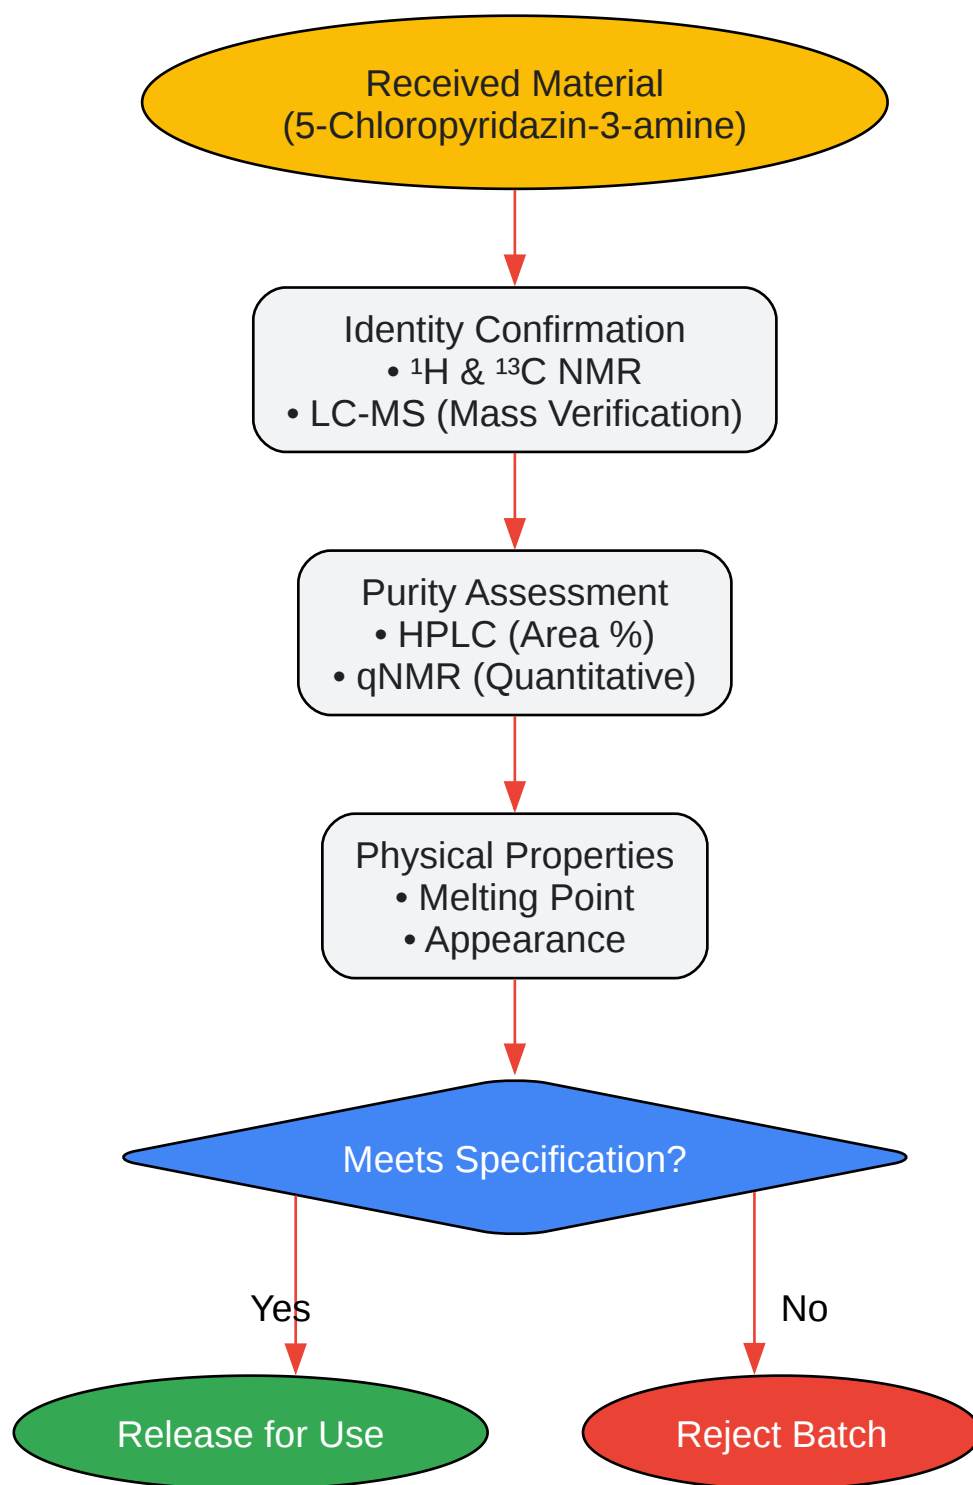 Received Material
(5-Chloropyridazin-3-amine)
Identity Confirmation
• ¹H & ¹³C NMR
• LC-MS (Mass Verification)
Purity Assessment
• HPLC (Area %)
• qNMR (Quantitative)
Physical Properties
• Melting Point
• Appearance
Meets Specification?
Yes
No
Release for Use
Reject Batch